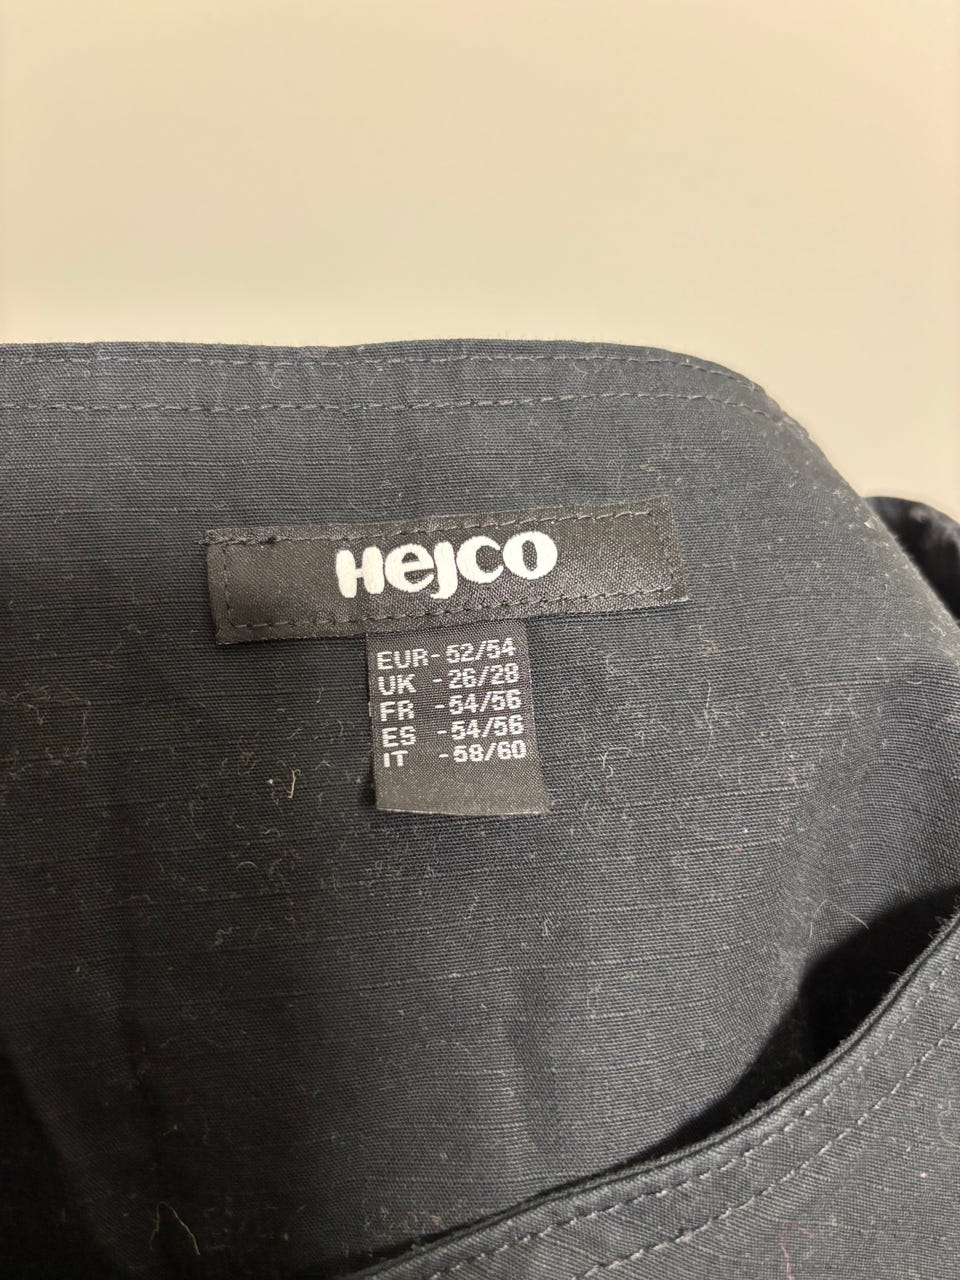 Hejco
EUR- 52/54
UK - 26/28
FR - 54/56
ES - 54/56
IT - 58/60